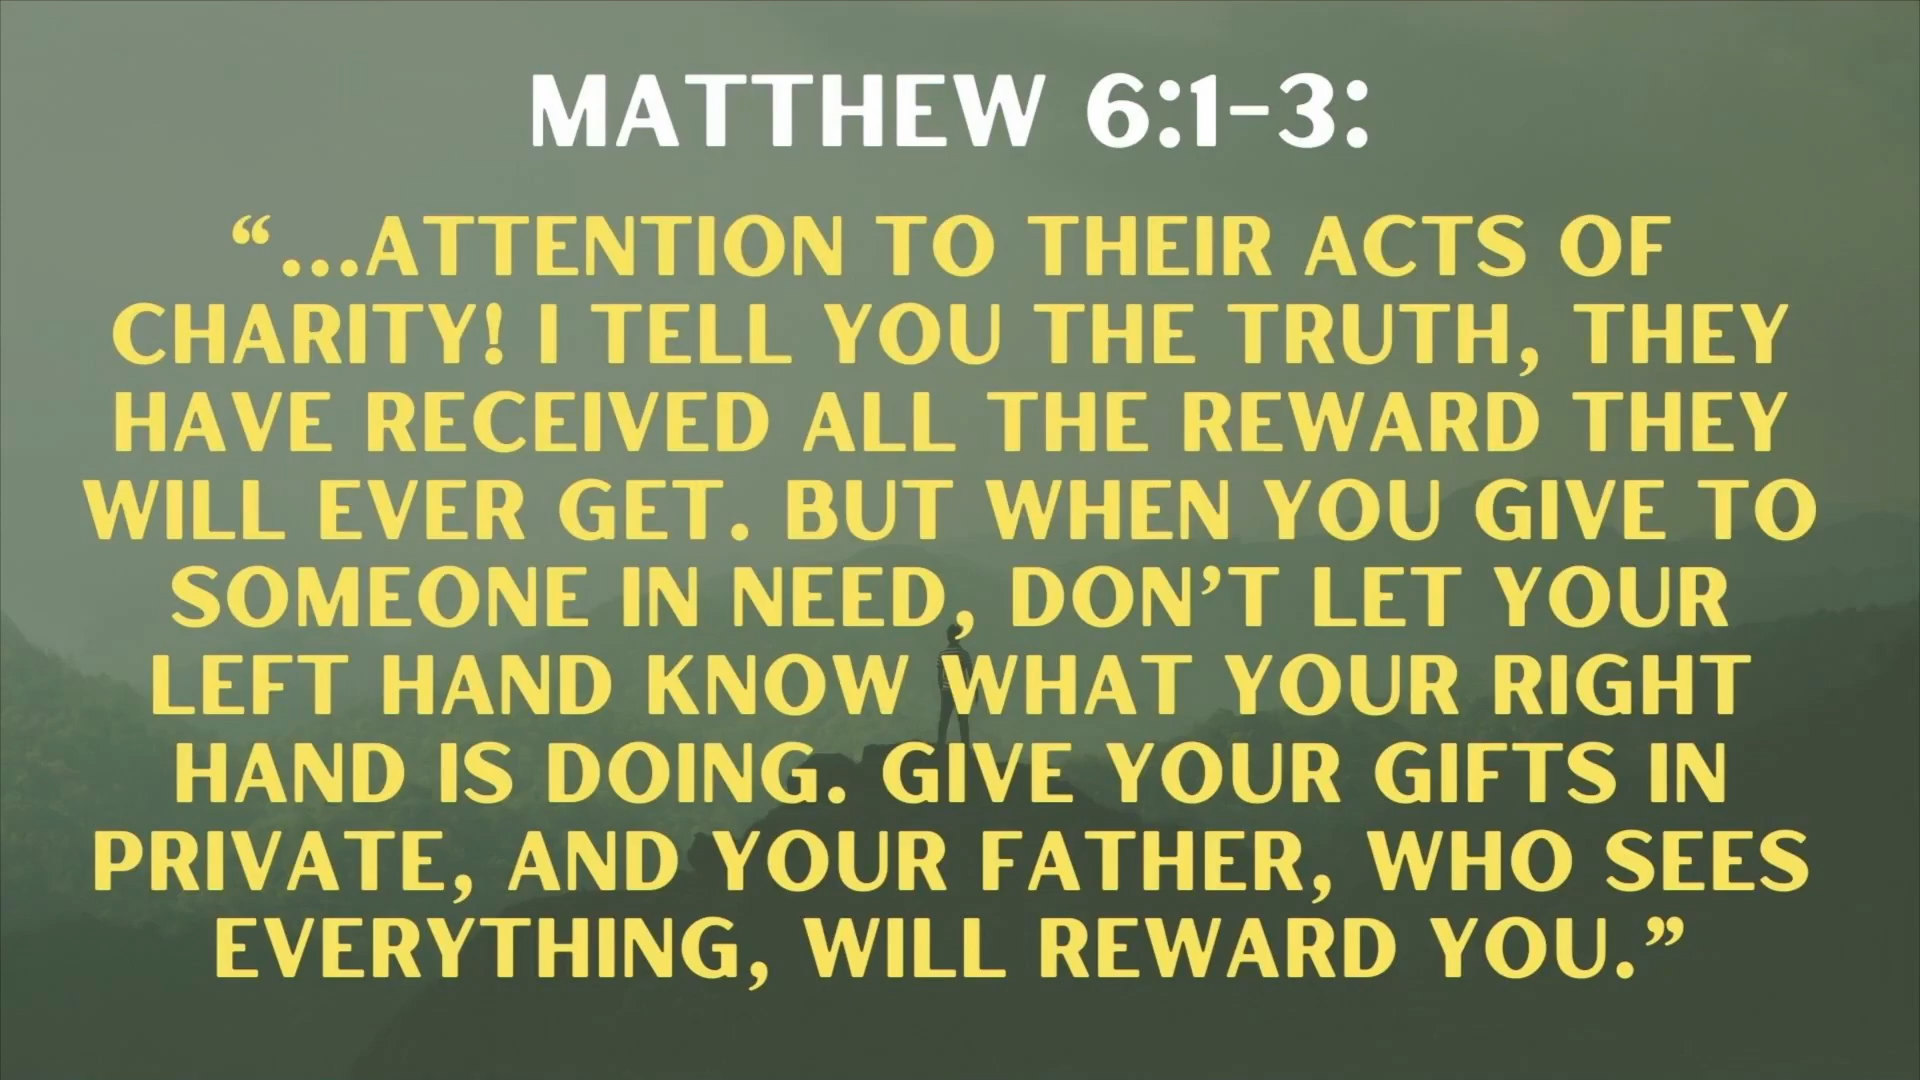 MATTHEW 6:1-3:
“...ATTENTION TO THEIR ACTS OF
CHARITY! I TELL YOU THE TRUTH, THEY
HAVE RECEIVED ALL THE REWARD THEY
WILL EVER GET. BUT WHEN YOU GIVE TO
SOMEONE IN NEED, DON’T LET YOUR
LEFT HAND KNOW WHAT YOUR RIGHT
HAND IS DOING. GIVE YOUR GIFTS IN
PRIVATE, AND YOUR FATHER, WHO SEES
EVERYTHING, WILL REWARD YOU.”